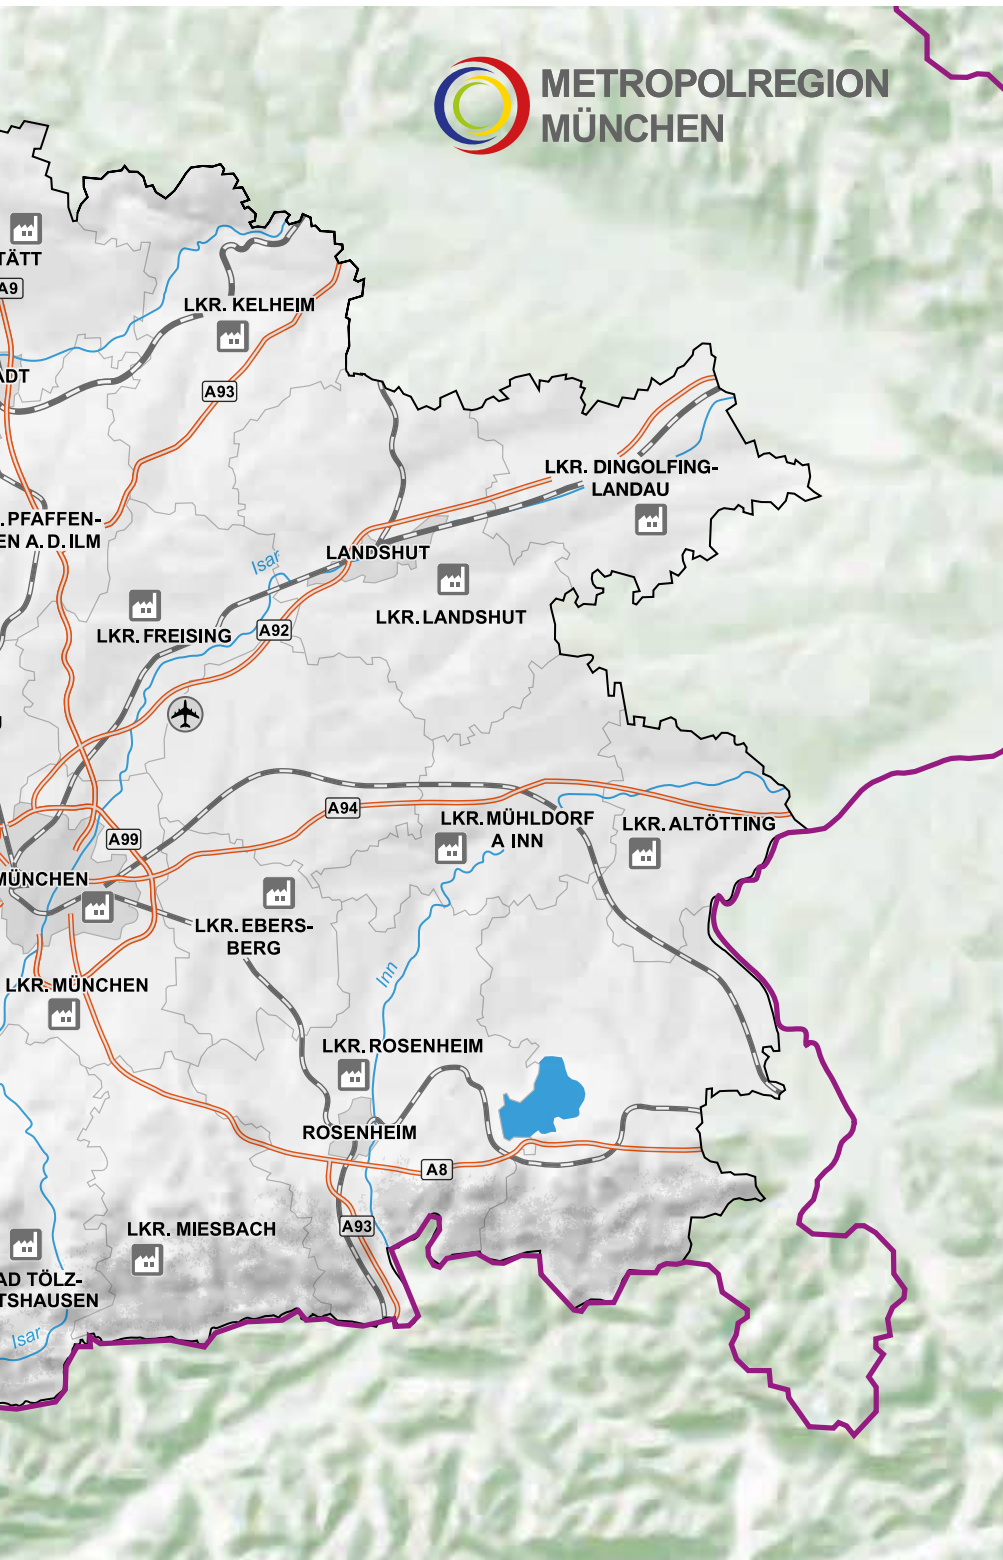 METROPOLREGION
MÜNCHEN
TÄTT
A9
LKR. KELHEIM
ADT
A93
LKR. DINGOLFING-
LANDAU
. PFAFFEN-
EN A. D. ILM
Isar
LANDSHUT
LKR. LANDSHUT
LKR. FREISING
A92
A94
LKR. MÜHLDORF
A INN
LKR. ALTÖTTING
A99
MÜNCHEN
LKR. EBERS-
BERG
Inn
LKR. MÜNCHEN
LKR. ROSENHEIM
ROSENHEIM
A8
A93
LKR. MIESBACH
AD TÖLZ-
TSHAUSEN
Isar